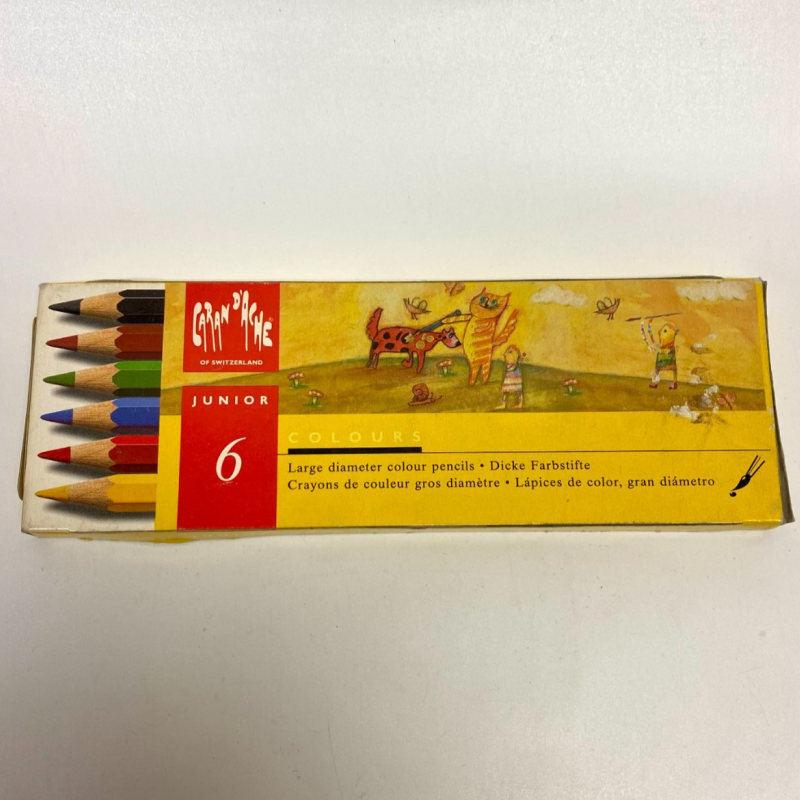 CARAN D'ACHE®
OF SWITZERLAND
JUNIOR
6
COLOURS
Large diameter colour pencils • Dicke Farbstifte
Crayons de couleur gros diamètre • Lápices de color, gran diámetro